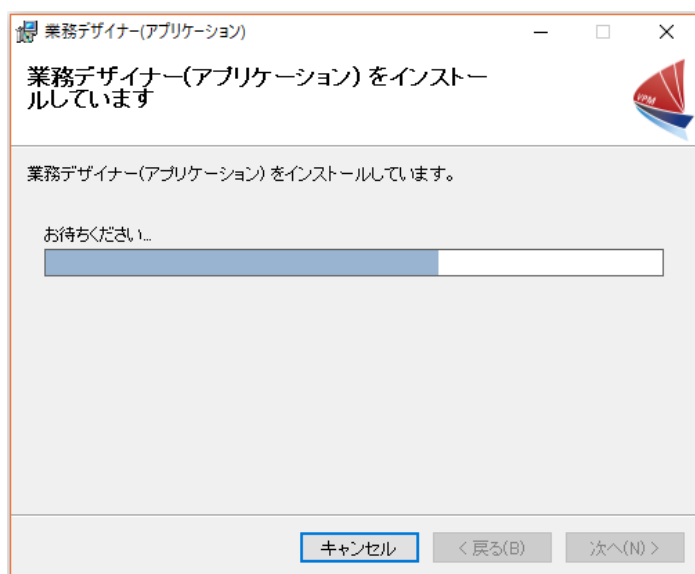 業務デザイナー(アプリケーション)
業務デザイナー(アプリケーション) をインストー
ルしています
VPM
業務デザイナー(アプリケーション) をインストールしています。
お待ちください...
キャンセル
< 戻る(B)
次へ(N) >